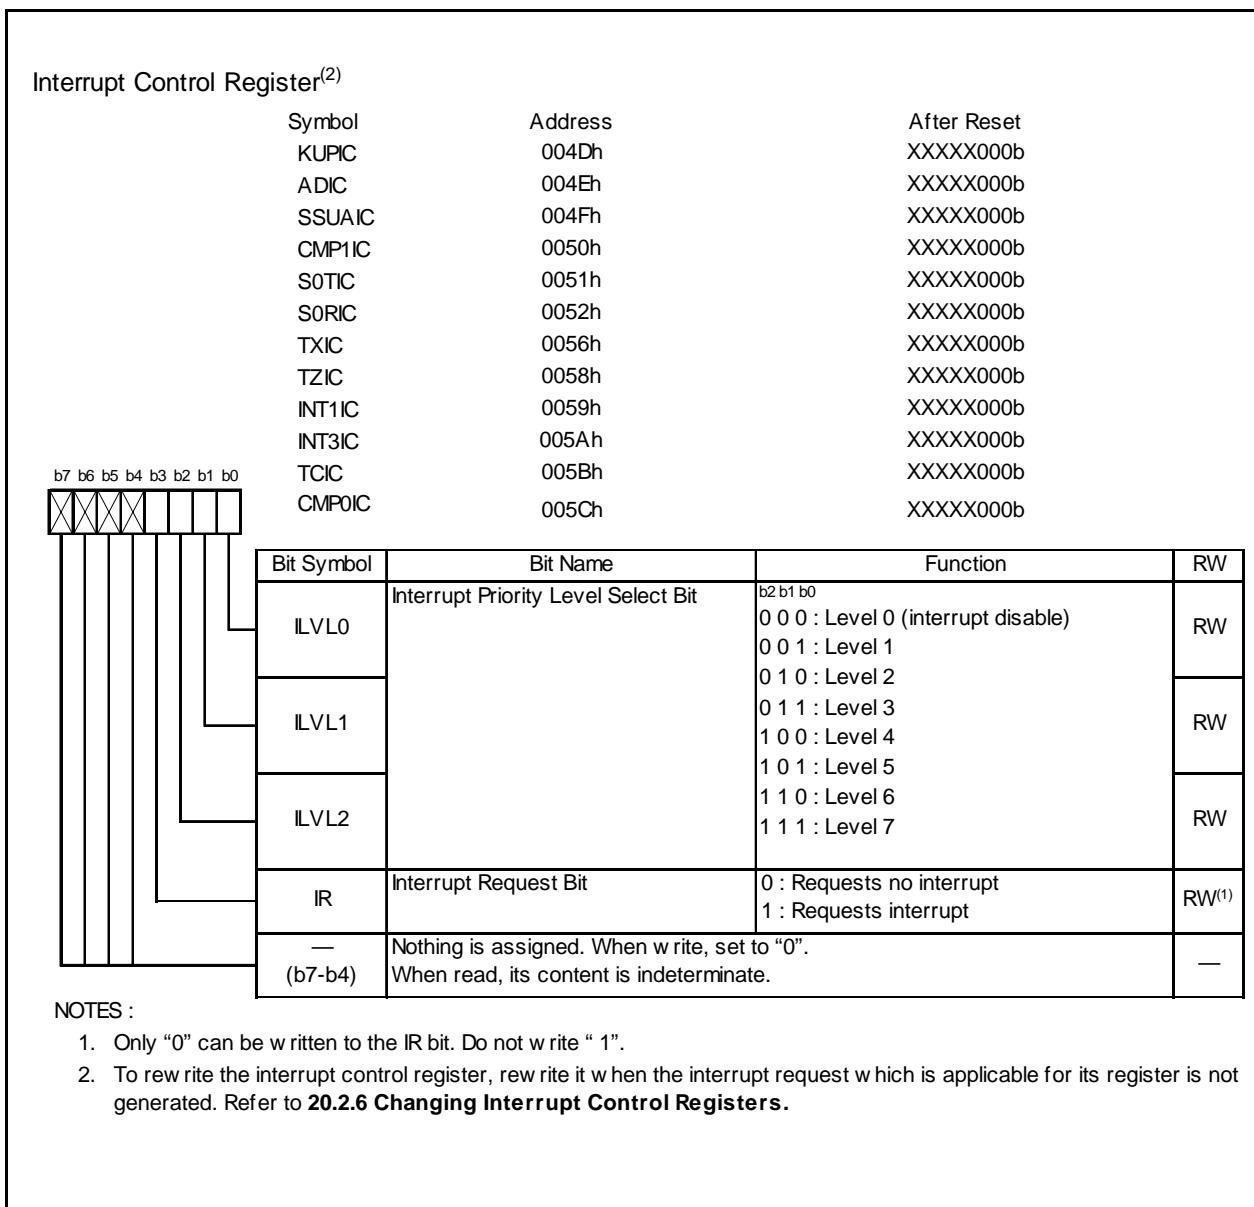 Interrupt Control Register(2)
Symbol Address After Reset
KUPIC 004Dh XXXXX000b
ADIC 004Eh XXXXX000b
SSUAIC 004Fh XXXXX000b
CMP1IC 0050h XXXXX000b
S0TIC 0051h XXXXX000b
S0RIC 0052h XXXXX000b
TXIC 0056h XXXXX000b
TZIC 0058h XXXXX000b
INT1IC 0059h XXXXX000b
INT3IC 005Ah XXXXX000b
TCIC 005Bh XXXXX000b
CMP0IC 005Ch XXXXX000b
b7 b6 b5 b4 b3 b2 b1 b0
Bit Symbol Bit Name Function RW
ILVL0 Interrupt Priority Level Select Bit b2 b1 b0
0 0 0 : Level 0 (interrupt disable) RW
0 0 1 : Level 1
0 1 0 : Level 2
ILVL1 0 1 1 : Level 3 RW
1 0 0 : Level 4
1 0 1 : Level 5
ILVL2 1 1 0 : Level 6 RW
1 1 1 : Level 7
IR Interrupt Request Bit 0 : Requests no interrupt RW(1)
1 : Requests interrupt
— Nothing is assigned. When write, set to “0”. —
(b7-b4) When read, its content is indeterminate.
NOTES :
1. Only “0” can be written to the IR bit. Do not write “ 1”.
2. To rewrite the interrupt control register, rewrite it when the interrupt request which is applicable for its register is not
generated. Refer to 20.2.6 Changing Interrupt Control Registers.